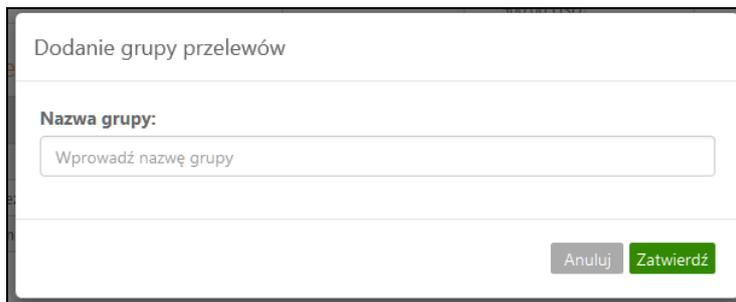 Dodanie grupy przelewów
Nazwa grupy:
Wprowadź nazwę grupy
Anuluj Zatwierdź